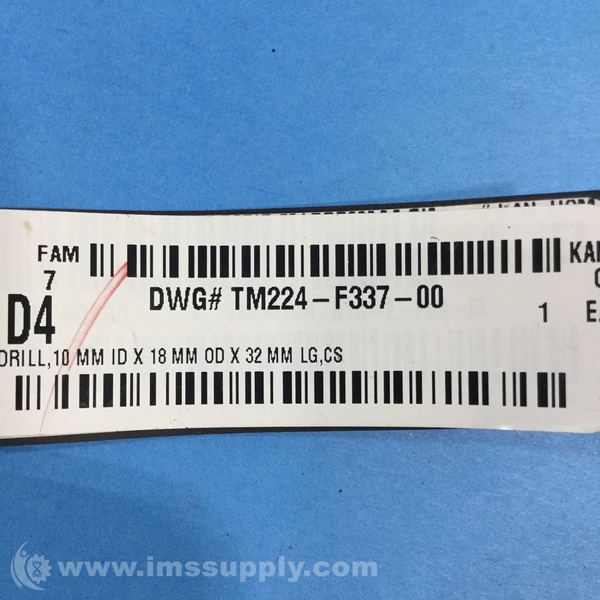 FAM
7
DWG# TM224-F337-00
D4
1
DRILL,10 MM ID X 18 MM OD X 32 MM LG,CS
www.imssupply.com